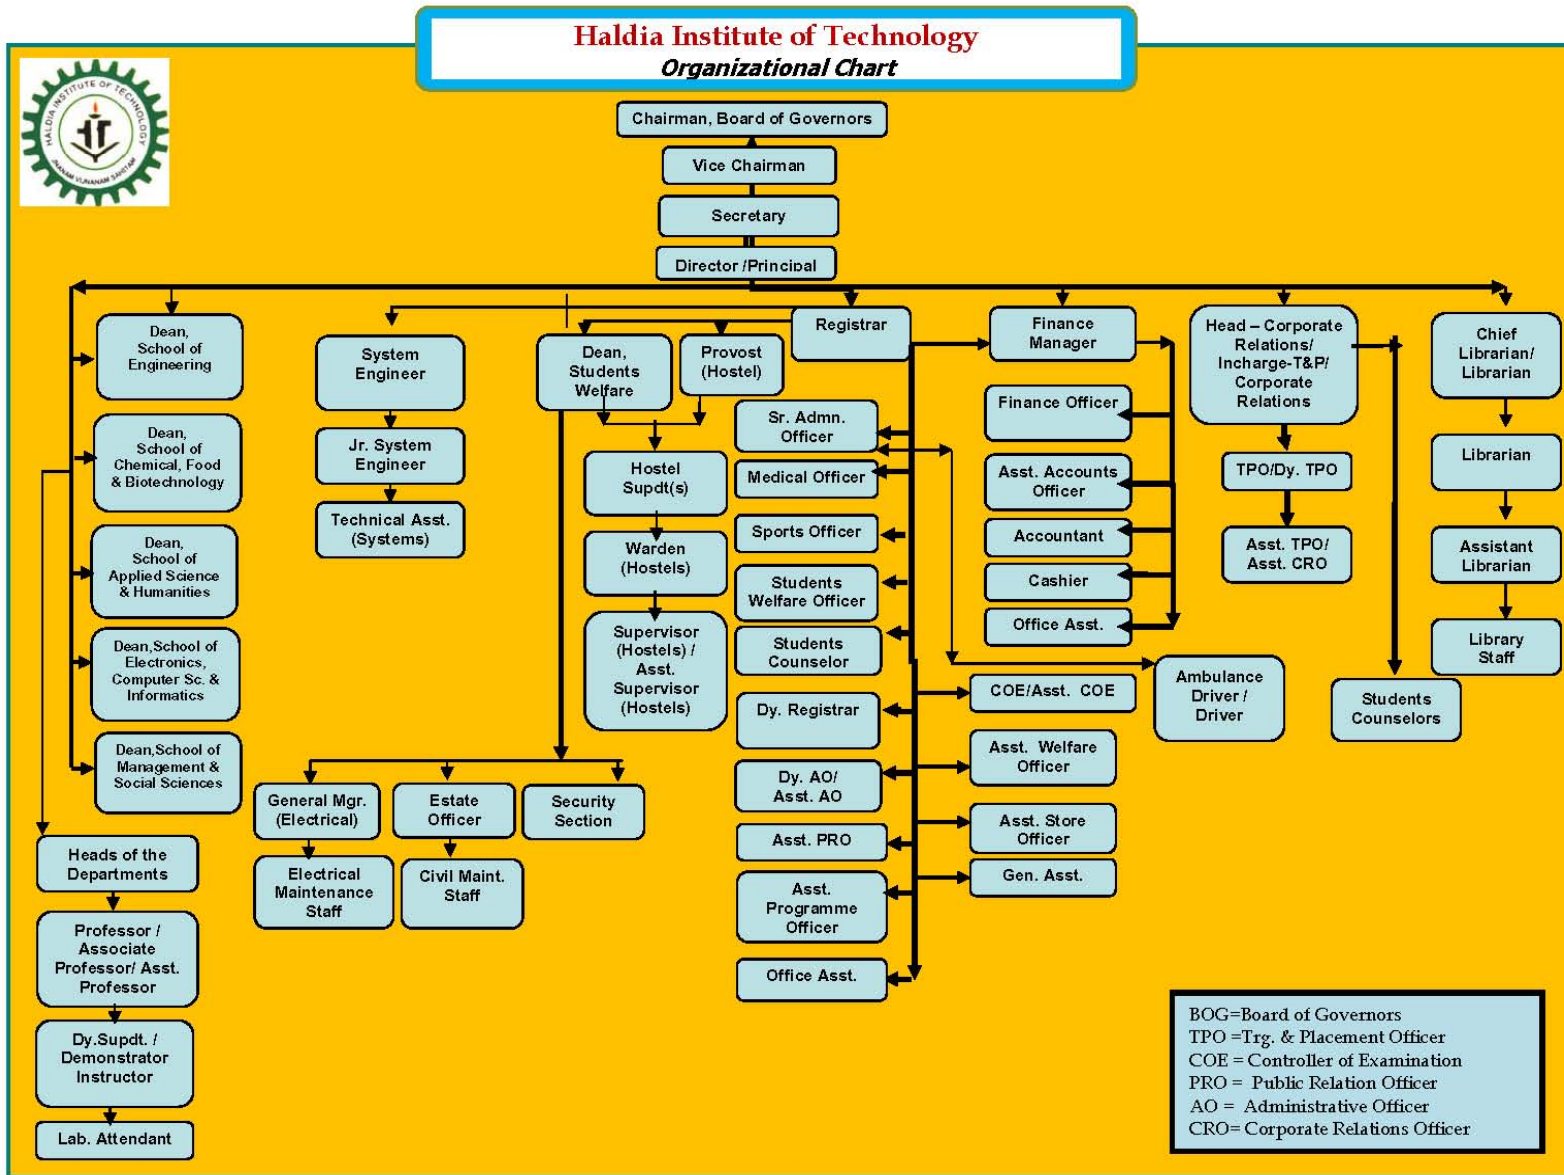 Haldia Institute of Technology
Organizational Chart
HALDIA INSTITUTE OF TECHNOLOGY
JNANAM VIJNANAM SAHITAM
Chairman, Board of Governors
Vice Chairman
Secretary
Director /Principal
Dean,
School of
Engineering
Dean,
School of
Chemical, Food
& Biotechnology
Dean,
School of
Applied Science
& Humanities
Dean,School of
Electronics,
Computer Sc. &
Informatics
Dean,School of
Management &
Social Sciences
Heads of the
Departments
Professor /
Associate
Professor/ Asst.
Professor
Dy.Supdt. /
Demonstrator
Instructor
Lab. Attendant
System
Engineer
Jr. System
Engineer
Technical Asst.
(Systems)
Dean,
Students
Welfare
Provost
(Hostel)
Hostel
Supdt(s)
Warden
(Hostels)
Supervisor
(Hostels) /
Asst.
Supervisor
(Hostels)
General Mgr.
(Electrical)
Electrical
Maintenance
Staff
Estate
Officer
Civil Maint.
Staff
Security
Section
Registrar
Sr. Admn.
Officer
Medical Officer
Sports Officer
Students
Welfare Officer
Students
Counselor
Dy. Registrar
Dy. AO/
Asst. AO
Asst. PRO
Asst.
Programme
Officer
Office Asst.
COE/Asst. COE
Asst. Welfare
Officer
Asst. Store
Officer
Gen. Asst.
Finance
Manager
Finance Officer
Asst. Accounts
Officer
Accountant
Cashier
Office Asst.
Ambulance
Driver /
Driver
Head – Corporate
Relations/
Incharge-T&P/
Corporate
Relations
TPO/Dy. TPO
Asst. TPO/
Asst. CRO
Students
Counselors
Chief
Librarian/
Librarian
Librarian
Assistant
Librarian
Library
Staff
BOG=Board of Governors
TPO =Trg. & Placement Officer
COE = Controller of Examination
PRO = Public Relation Officer
AO = Administrative Officer
CRO= Corporate Relations Officer